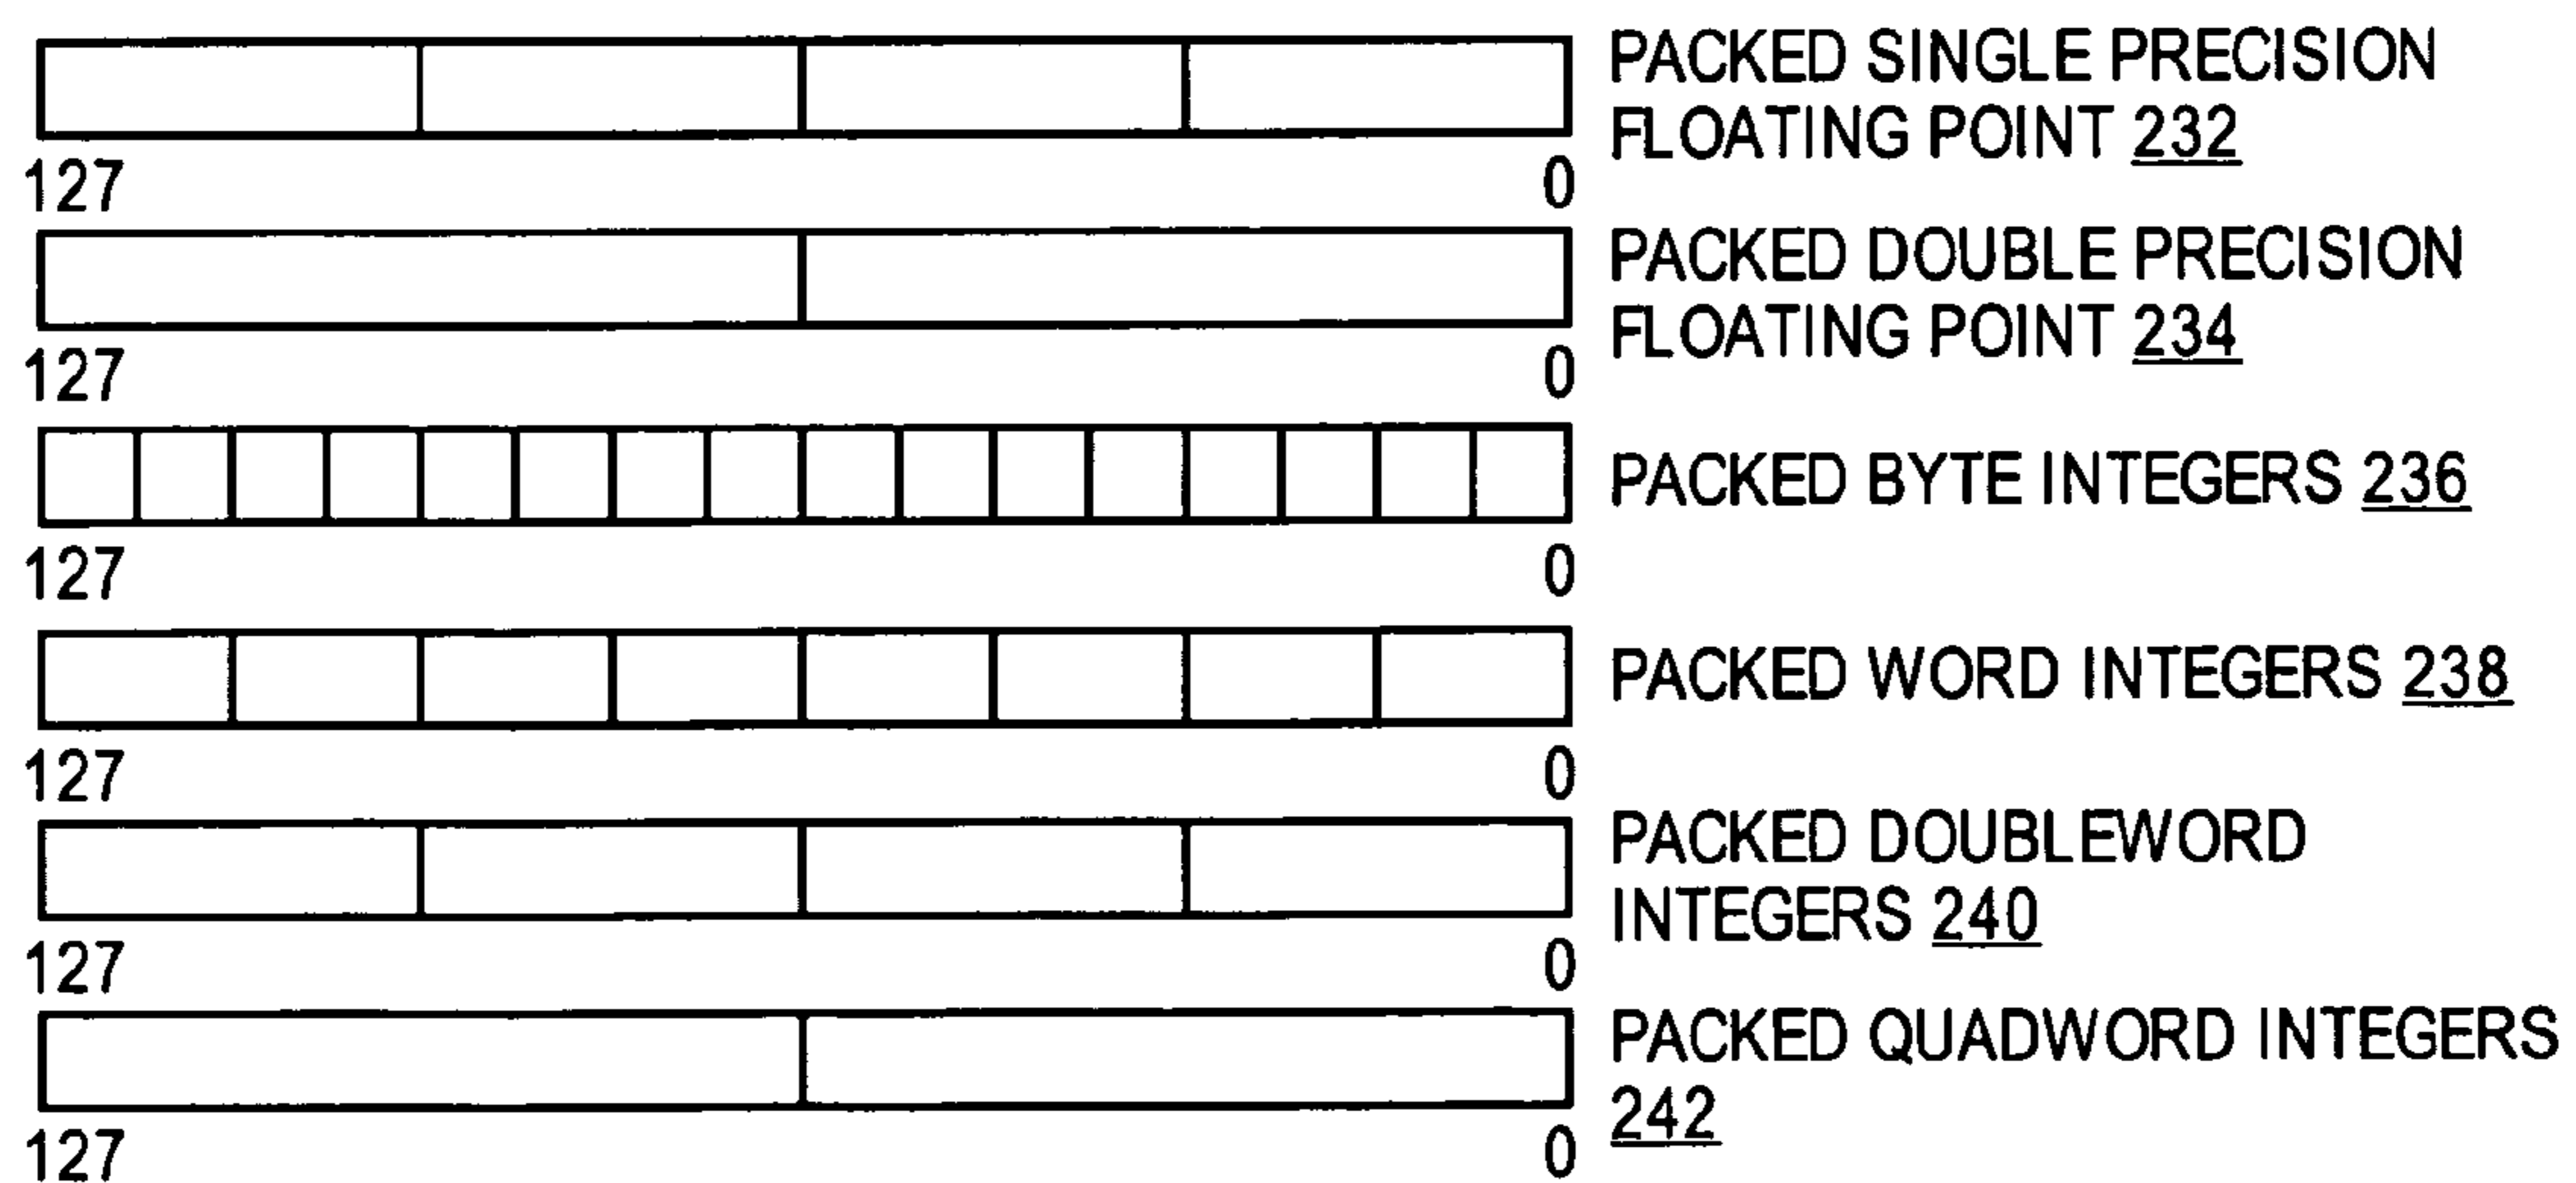 PACKED SINGLE PRECISION
FLOATING POINT 232
127 0
PACKED DOUBLE PRECISION
FLOATING POINT 234
127 0
PACKED BYTE INTEGERS 236
127 0
PACKED WORD INTEGERS 238
127 0
PACKED DOUBLEWORD
INTEGERS 240
127 0
PACKED QUADWORD INTEGERS
242
127 0